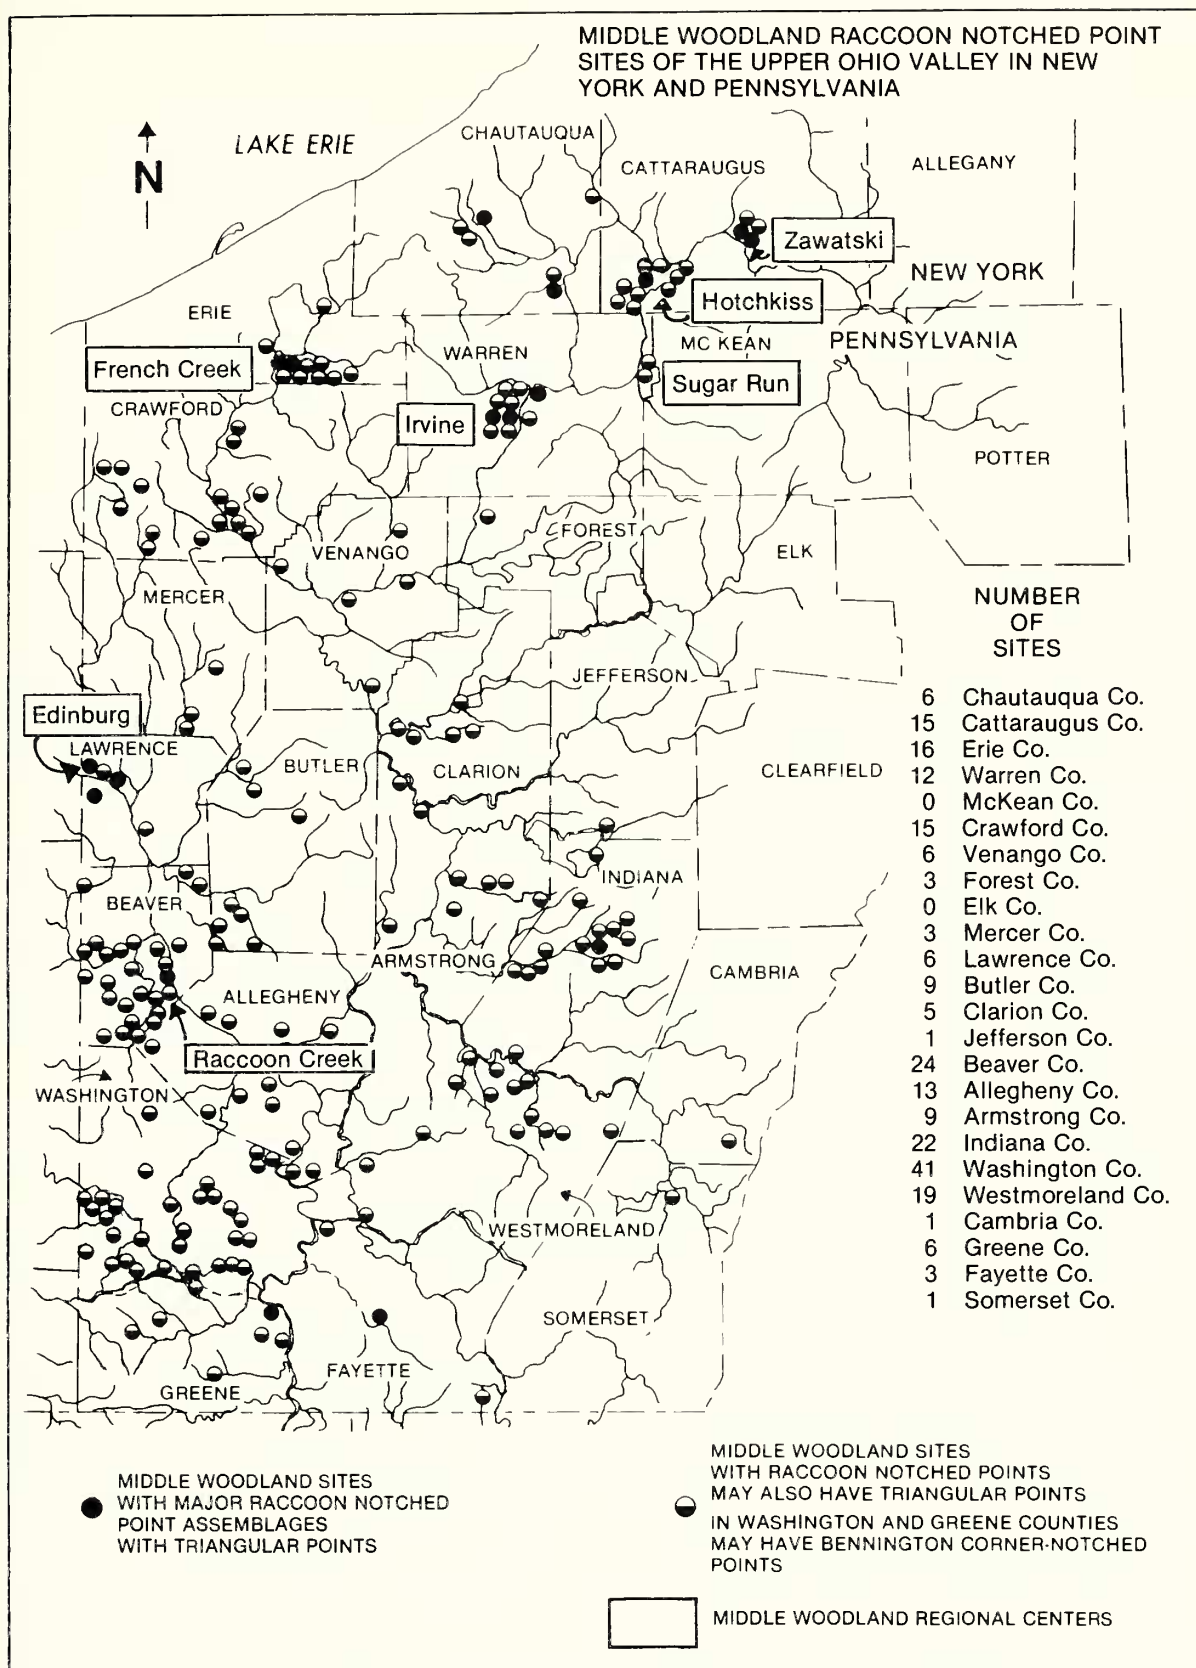 MIDDLE WOODLAND RACCOON NOTCHED POINT
SITES OF THE UPPER OHIO VALLEY IN NEW
YORK AND PENNSYLVANIA
LAKE ERIE
N
CHAUTAUQUA
CATTARAUGUS
ALLEGANY
Zawatski
NEW YORK
Hotchkiss
ERIE
WARREN
MC KEAN
PENNSYLVANIA
French Creek
Sugar Run
CRAWFORD
Irvine
POTTER
FOREST
VENANGO
ELK
MERCER
JEFFERSON
Edinburg
LAWRENCE
BUTLER
CLARION
CLEARFIELD
INDIANA
BEAVER
ARMSTRONG
CAMBRIA
ALLEGHENY
Raccoon Creek
WASHINGTON
WESTMORELAND
SOMERSET
FAYETTE
GREENE
NUMBER
OF
SITES
6 Chautauqua Co.
15 Cattaraugus Co.
16 Erie Co.
12 Warren Co.
0 McKean Co.
15 Crawford Co.
6 Venango Co.
3 Forest Co.
0 Elk Co.
3 Mercer Co.
6 Lawrence Co.
9 Butler Co.
5 Clarion Co.
1 Jefferson Co.
24 Beaver Co.
13 Allegheny Co.
9 Armstrong Co.
22 Indiana Co.
41 Washington Co.
19 Westmoreland Co.
1 Cambria Co.
6 Greene Co.
3 Fayette Co.
1 Somerset Co.
MIDDLE WOODLAND SITES
WITH MAJOR RACCOON NOTCHED
POINT ASSEMBLAGES
WITH TRIANGULAR POINTS
MIDDLE WOODLAND SITES
WITH RACCOON NOTCHED POINTS
MAY ALSO HAVE TRIANGULAR POINTS
IN WASHINGTON AND GREENE COUNTIES
MAY HAVE BENNINGTON CORNER-NOTCHED
POINTS
MIDDLE WOODLAND REGIONAL CENTERS